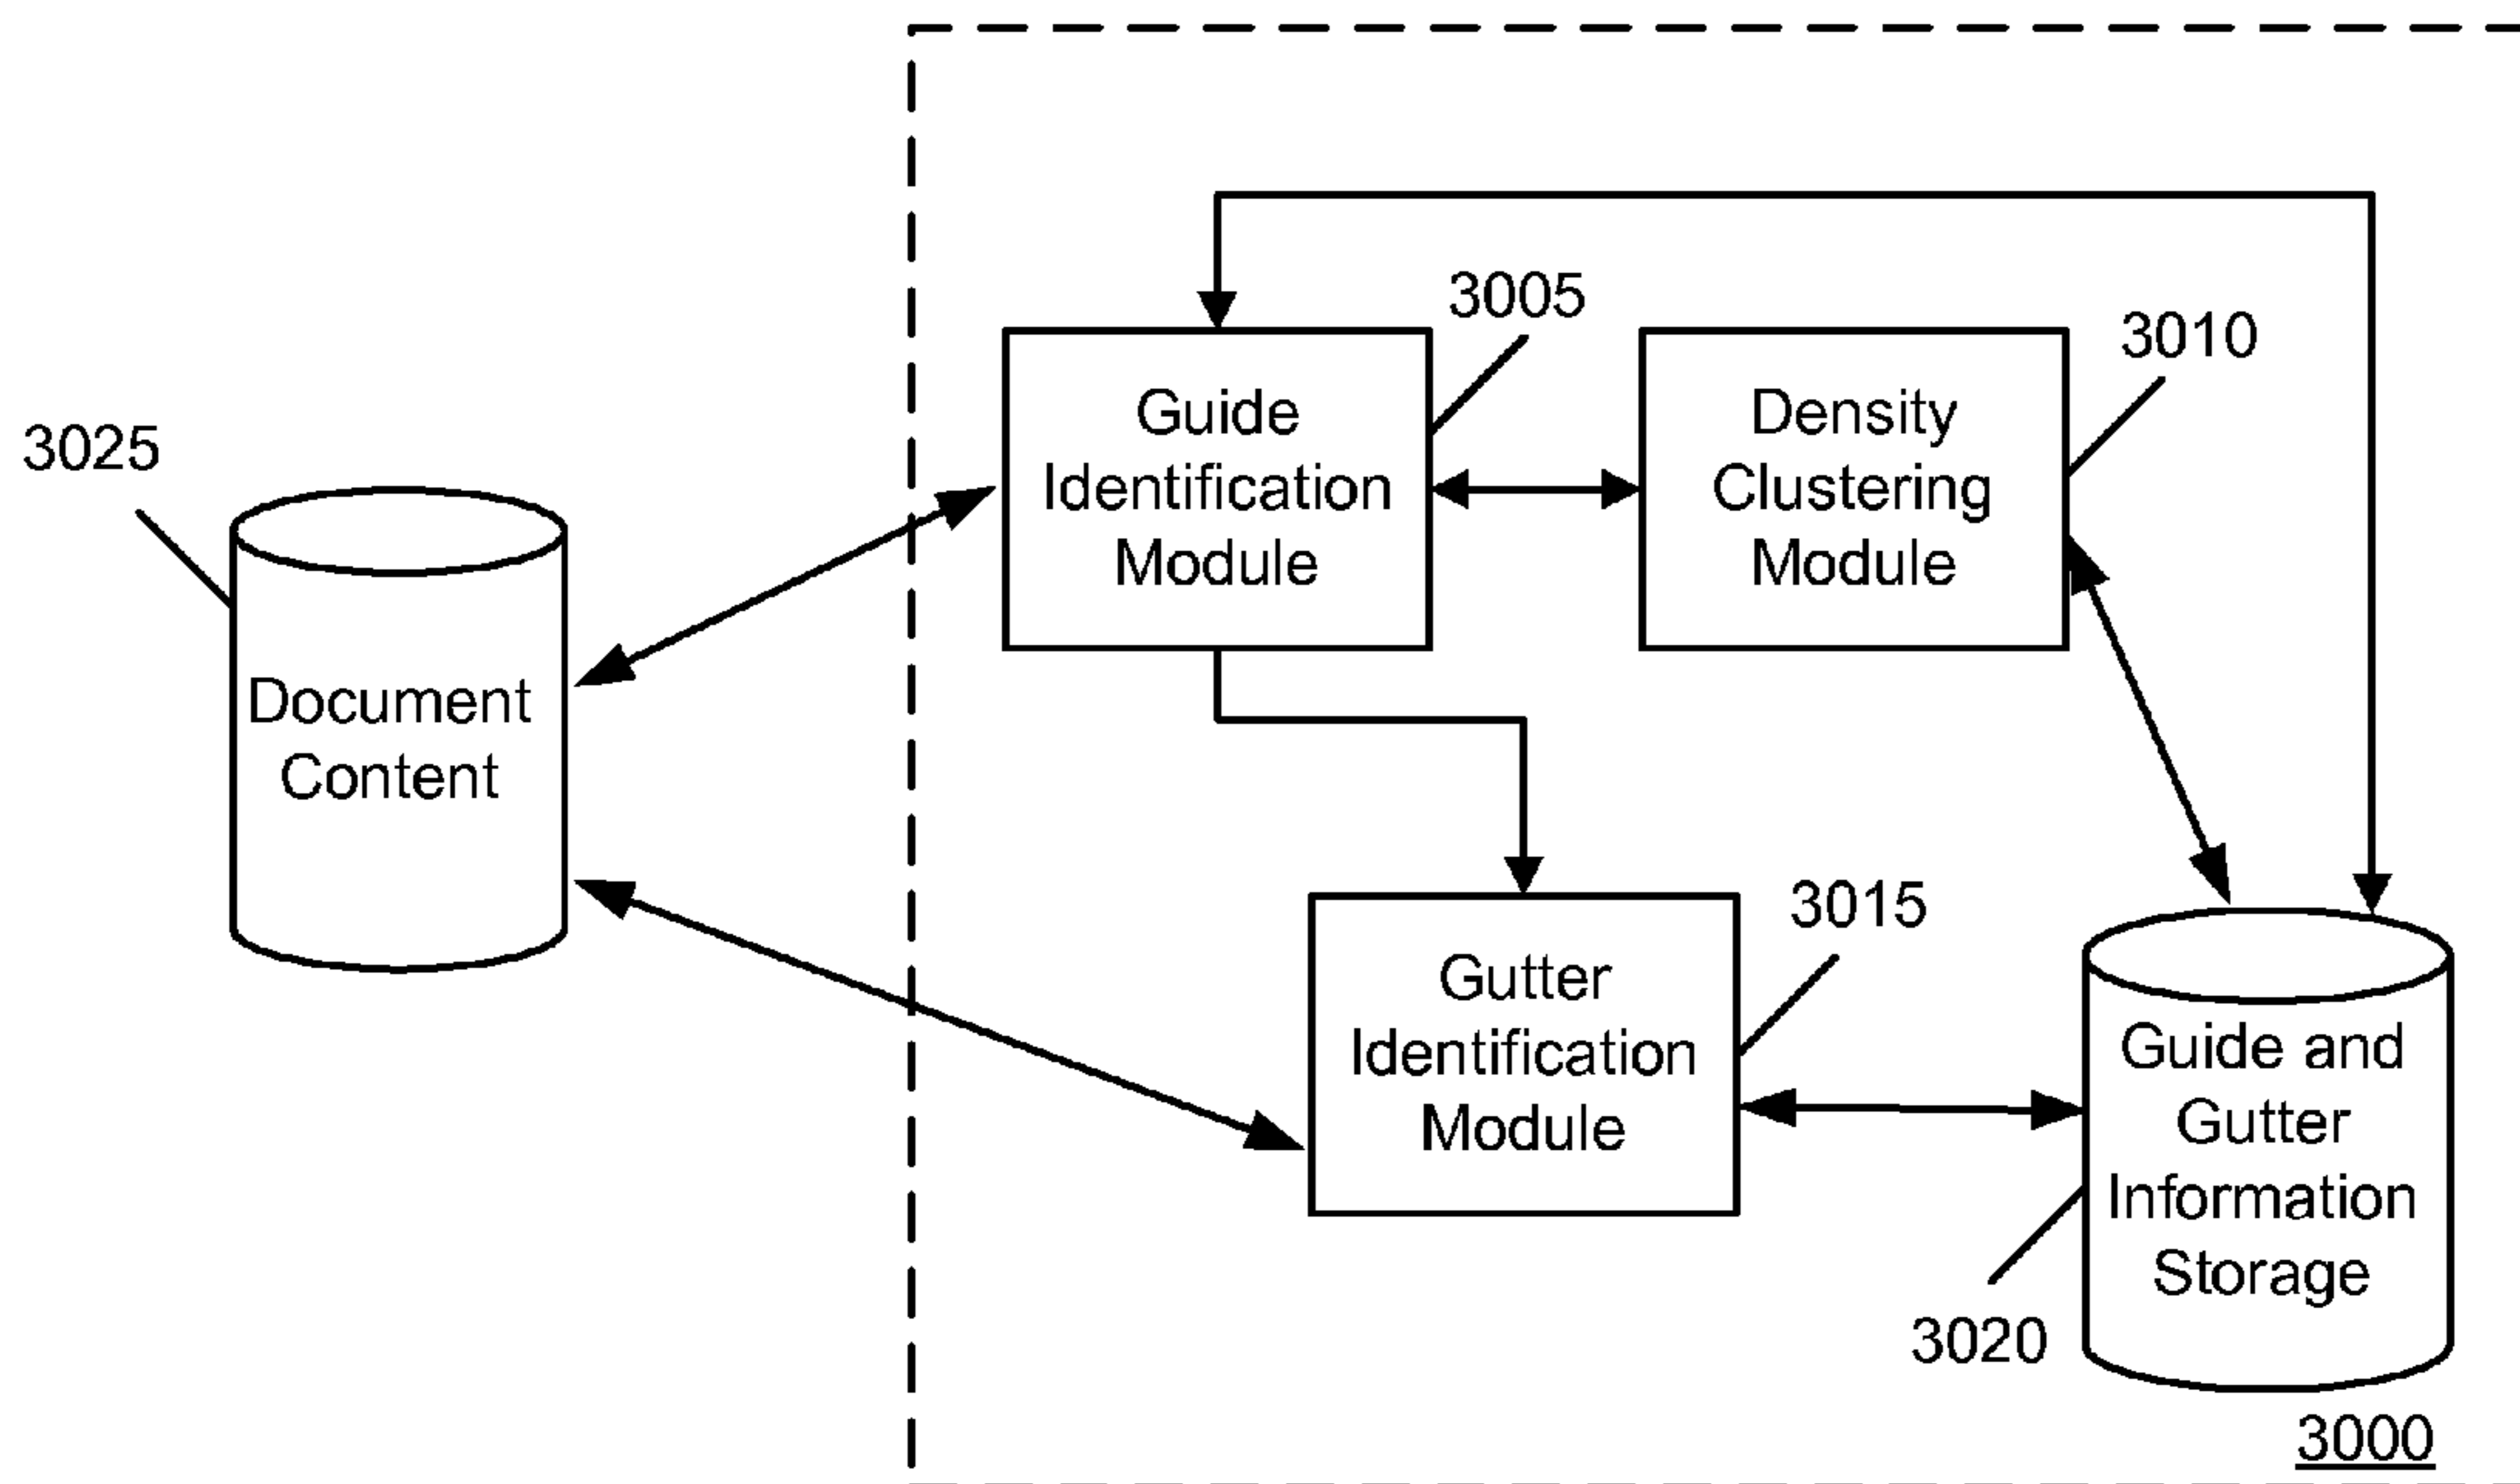 3005
3010
Guide
Identification
Module
Density
Clustering
Module
3025
Document
Content
3015
Gutter
Identification
Module
Guide and
Gutter
Information
Storage
3020
3000